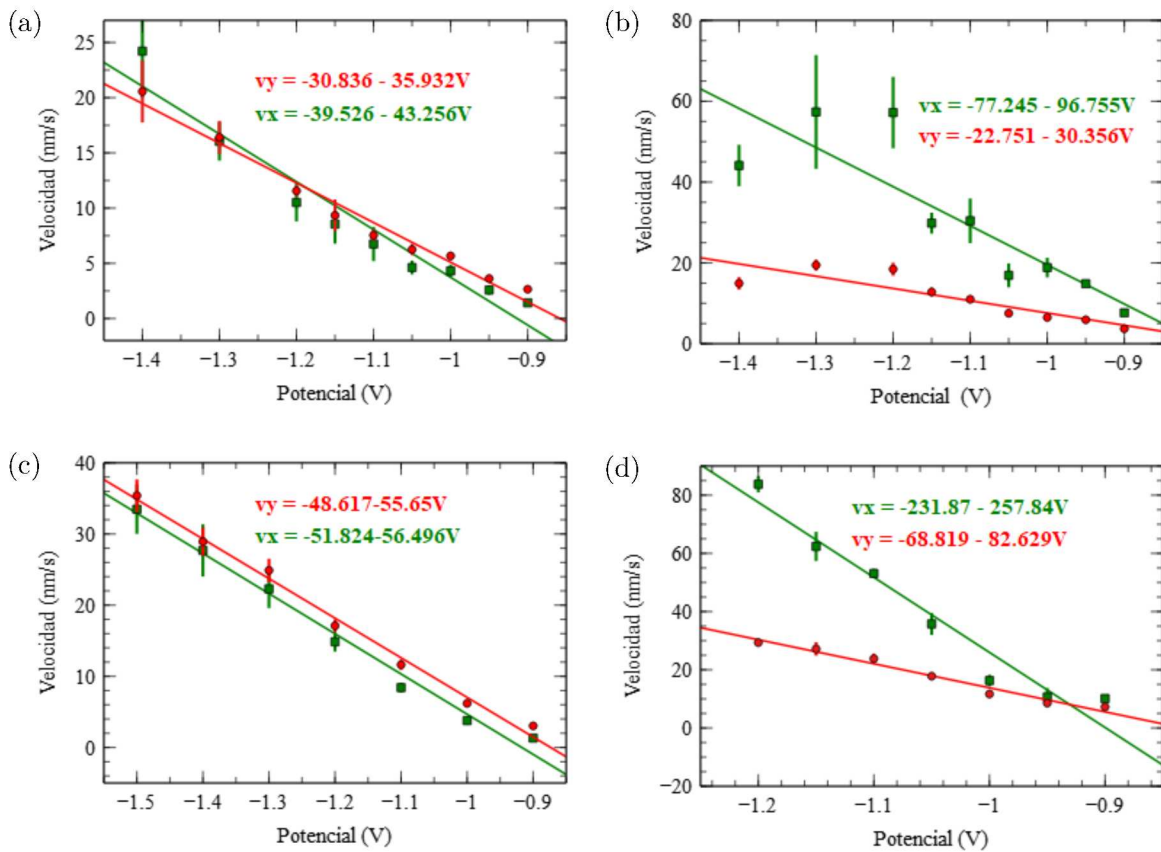 (a)
25
20
15
10
5
0
Velocidad (nm/s)
vy = -30.836 - 35.932V
vx = -39.526 - 43.256V
−1.4 −1.3 −1.2 −1.1 −1 −0.9
Potencial (V)
(b)
80
60
40
20
0
Velocidad (nm/s)
vx = -77.245 - 96.755V
vy = -22.751 - 30.356V
−1.4 −1.3 −1.2 −1.1 −1 −0.9
Potencial (V)
(c)
40
30
20
10
0
Velocidad (nm/s)
vy = -48.617-55.65V
vx = -51.824-56.496V
−1.5 −1.4 −1.3 −1.2 −1.1 −1 −0.9
Potencial (V)
(d)
80
60
40
20
0
−20
Velocidad (nm/s)
vx = -231.87 - 257.84V
vy = -68.819 - 82.629V
−1.2 −1.1 −1 −0.9
Potencial (V)